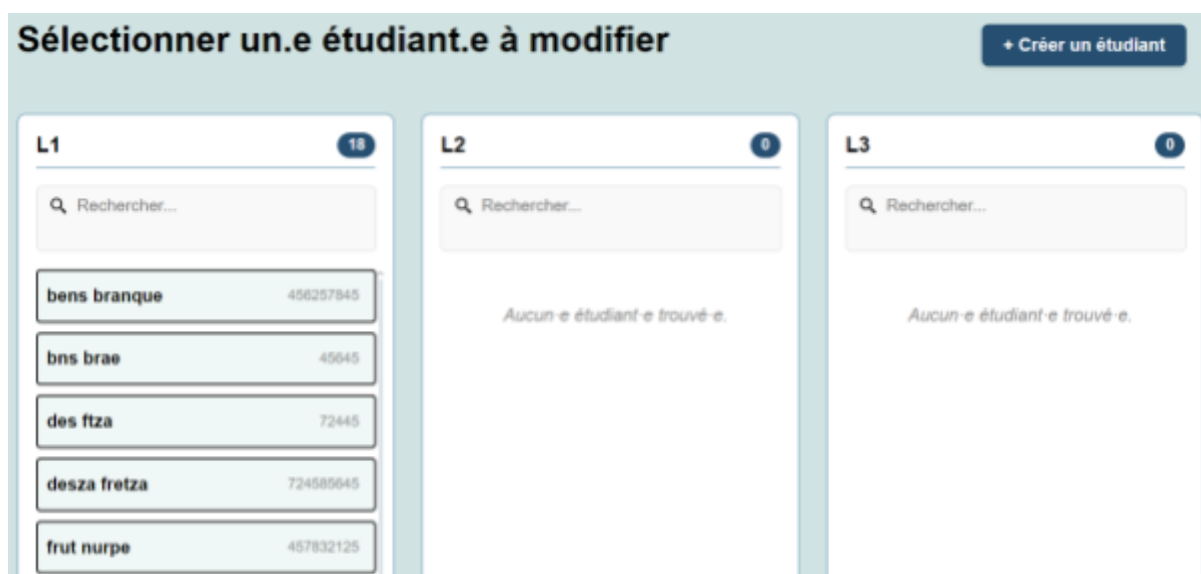 Sélectionner un.e étudiant.e à modifier
+ Créer un étudiant
L1
18
Rechercher...
bens branque 456257845
bns brae 45645
des ftza 72445
desza fretza 724585645
frut nurpe 457832125
L2
0
Rechercher...
Aucun·e étudiant·e trouvé·e.
L3
0
Rechercher...
Aucun·e étudiant·e trouvé·e.